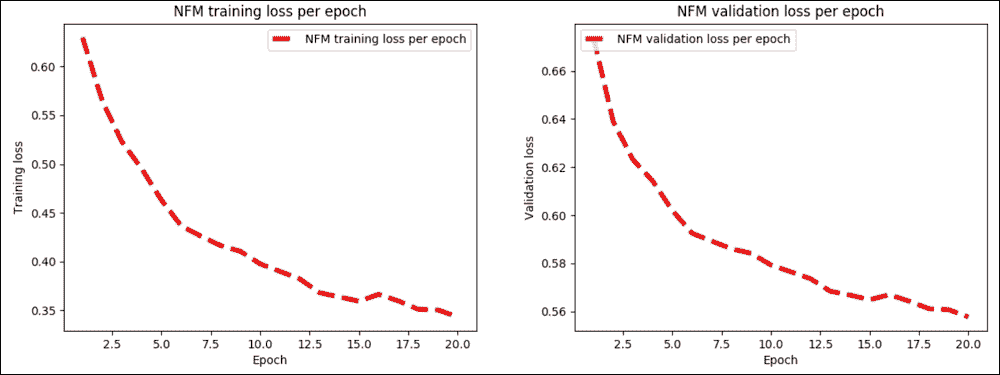 NFM training loss per epoch
NFM training loss per epoch
Training loss
0.60
0.55
0.50
0.45
0.40
0.35
2.5 5.0 7.5 10.0 12.5 15.0 17.5 20.0
Epoch
NFM validation loss per epoch
NFM validation loss per epoch
Validation loss
0.66
0.64
0.62
0.60
0.58
0.56
2.5 5.0 7.5 10.0 12.5 15.0 17.5 20.0
Epoch